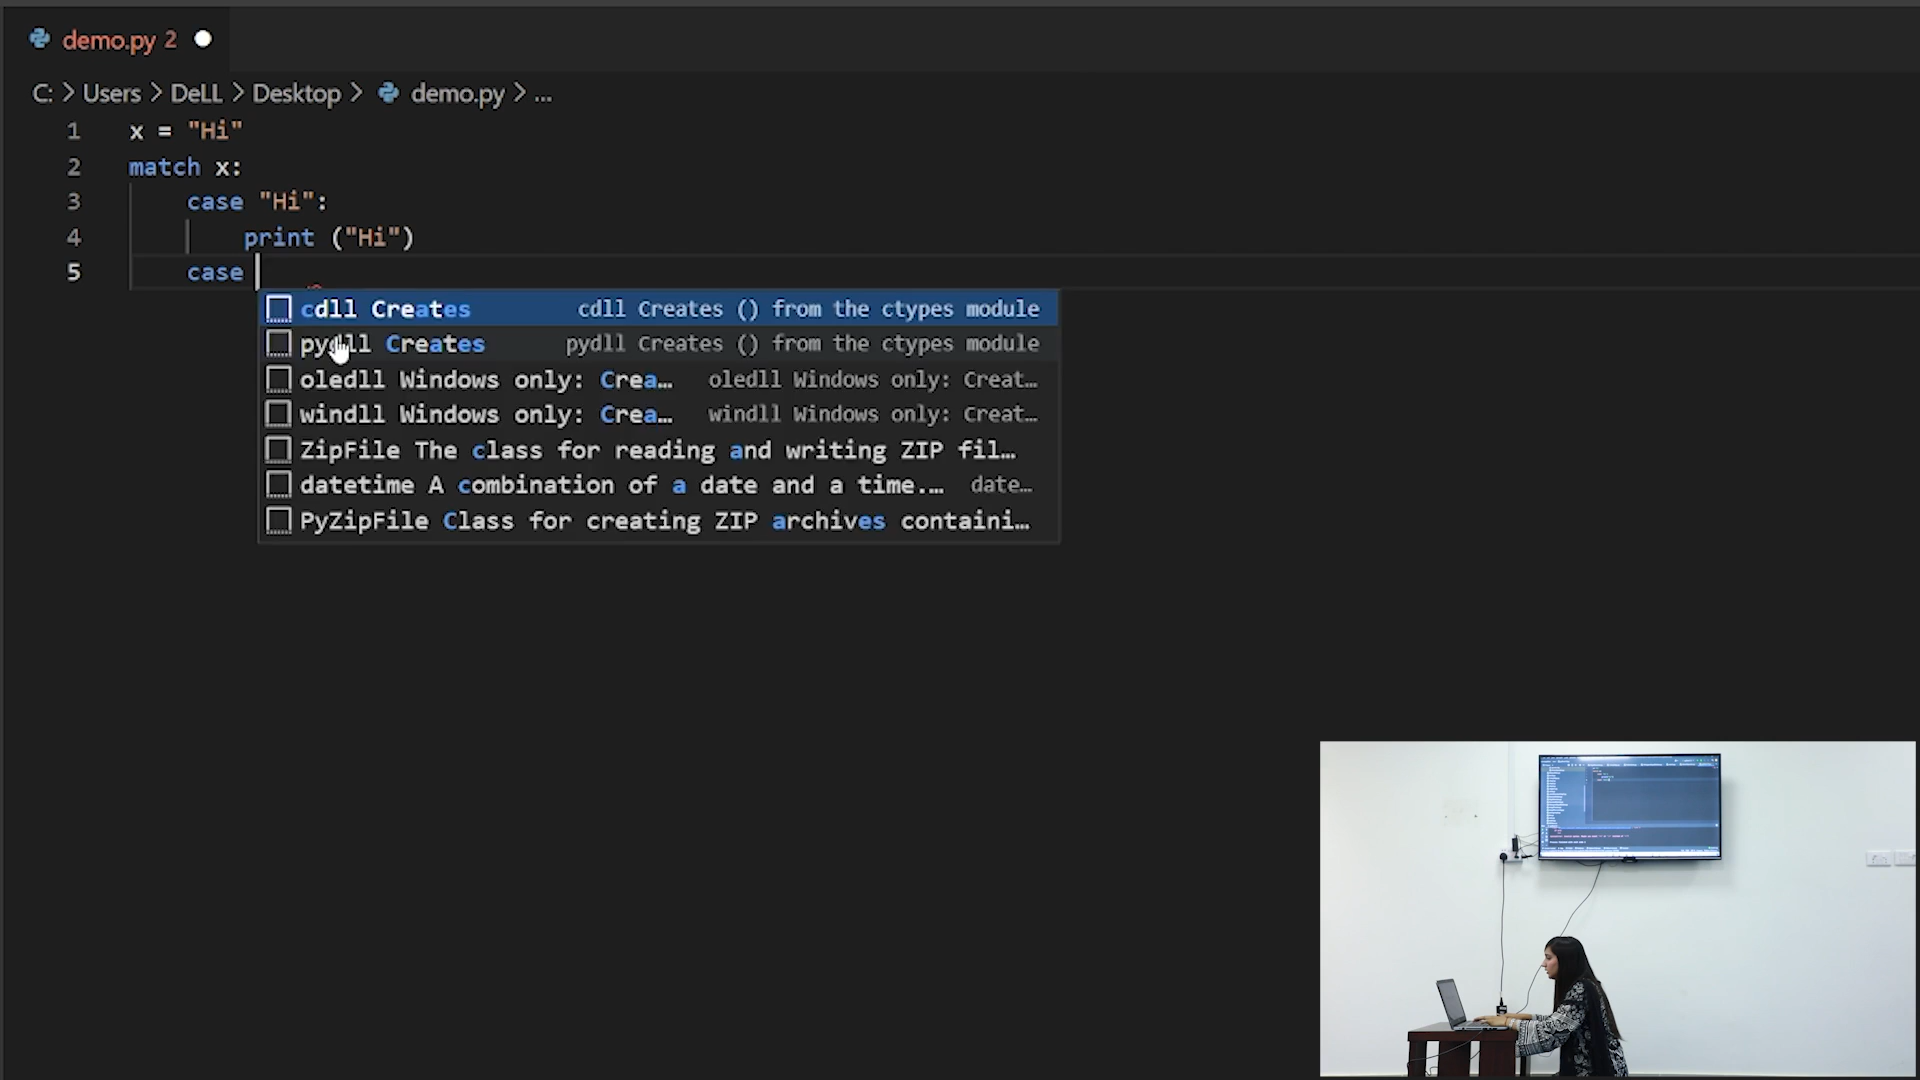 demo.py 2
C: > Users > DeLL > Desktop > demo.py > ...
1 x = "Hi"
2 match x:
3 case "Hi":
4 print ("Hi")
5 case
cdll Creates cdll Creates () from the ctypes module
pydll Creates pydll Creates () from the ctypes module
oledll Windows only: Crea… oledll Windows only: Creat…
windll Windows only: Crea… windll Windows only: Creat…
ZipFile The class for reading and writing ZIP fil…
datetime A combination of a date and a time.… date…
PyZipFile Class for creating ZIP archives containi…